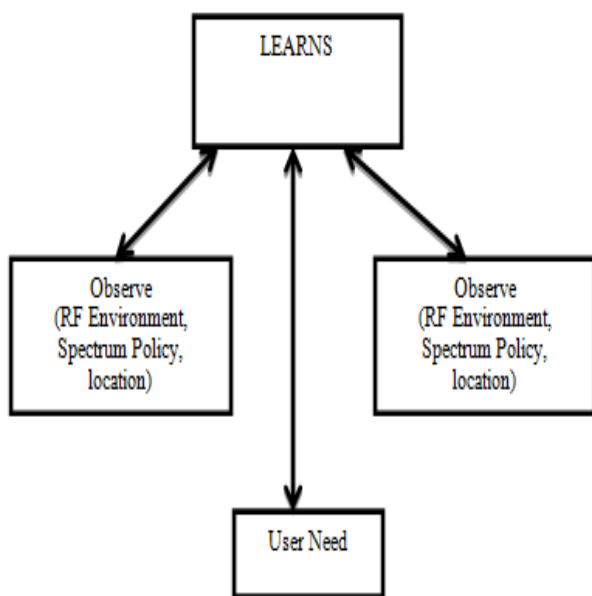 LEARNS
Observe
(RF Environment,
Spectrum Policy,
location)
Observe
(RF Environment,
Spectrum Policy,
location)
User Need